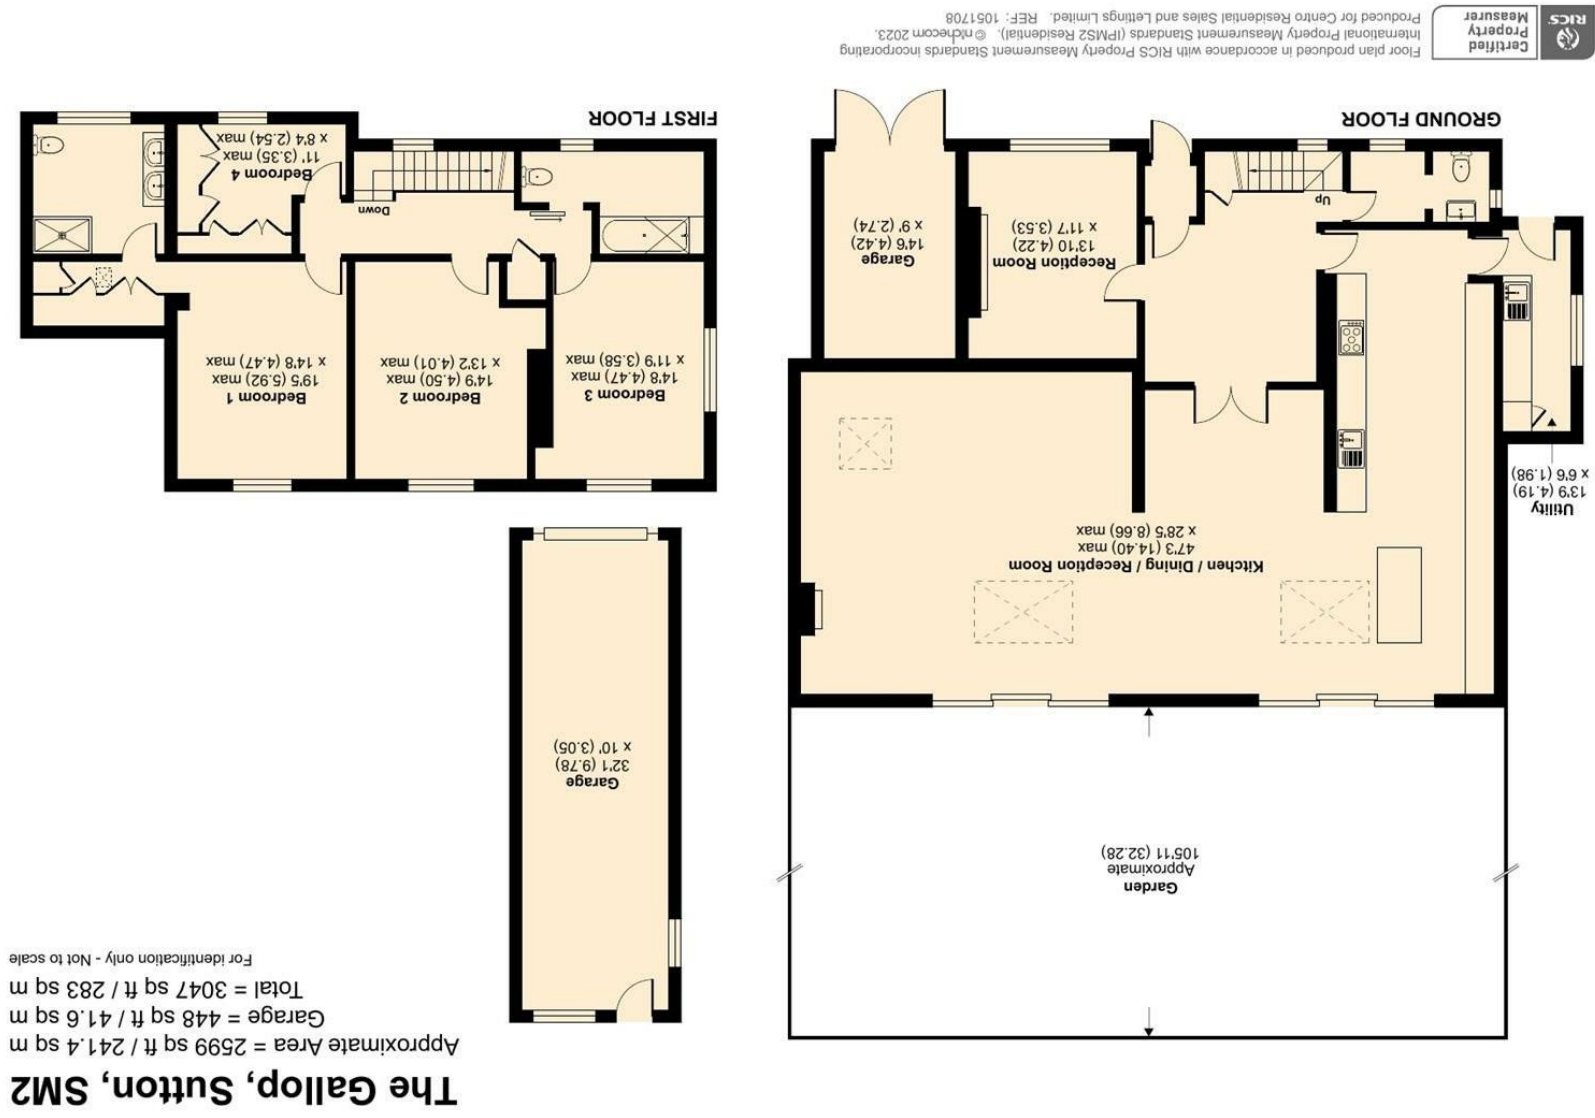 The Gallop, Sutton, SM2
Approximate Area = 2599 sq ft / 241.4 sq m
Garage = 448 sq ft / 41.6 sq m
Total = 3047 sq ft / 283 sq m
For identification only - Not to scale
Garden
Approximate
105'11 (32.28)
Garage
32'1 (9.78)
x 10' (3.05)
Utility
13'9 (4.19)
x 6'6 (1.98)
Kitchen / Dining / Reception Room
47'3 (14.40) max
x 28'5 (8.66) max
Up
Reception Room
13'10 (4.22)
x 11'7 (3.53)
Garage
14'6 (4.42)
x 9' (2.74)
GROUND FLOOR
Bedroom 3
14'8 (4.47) max
x 11'9 (3.58) max
Bedroom 2
14'9 (4.50) max
x 13'2 (4.01) max
Bedroom 1
19'5 (5.92) max
x 14'8 (4.47) max
Down
Bedroom 4
11' (3.35) max
x 8'4 (2.54) max
FIRST FLOOR
RICS
Certified
Property
Measurer
Floor plan produced in accordance with RICS Property Measurement Standards incorporating
International Property Measurement Standards (IPMS2 Residential). © nichecom 2023.
Produced for Centro Residential Sales and Lettings Limited. REF: 1051708